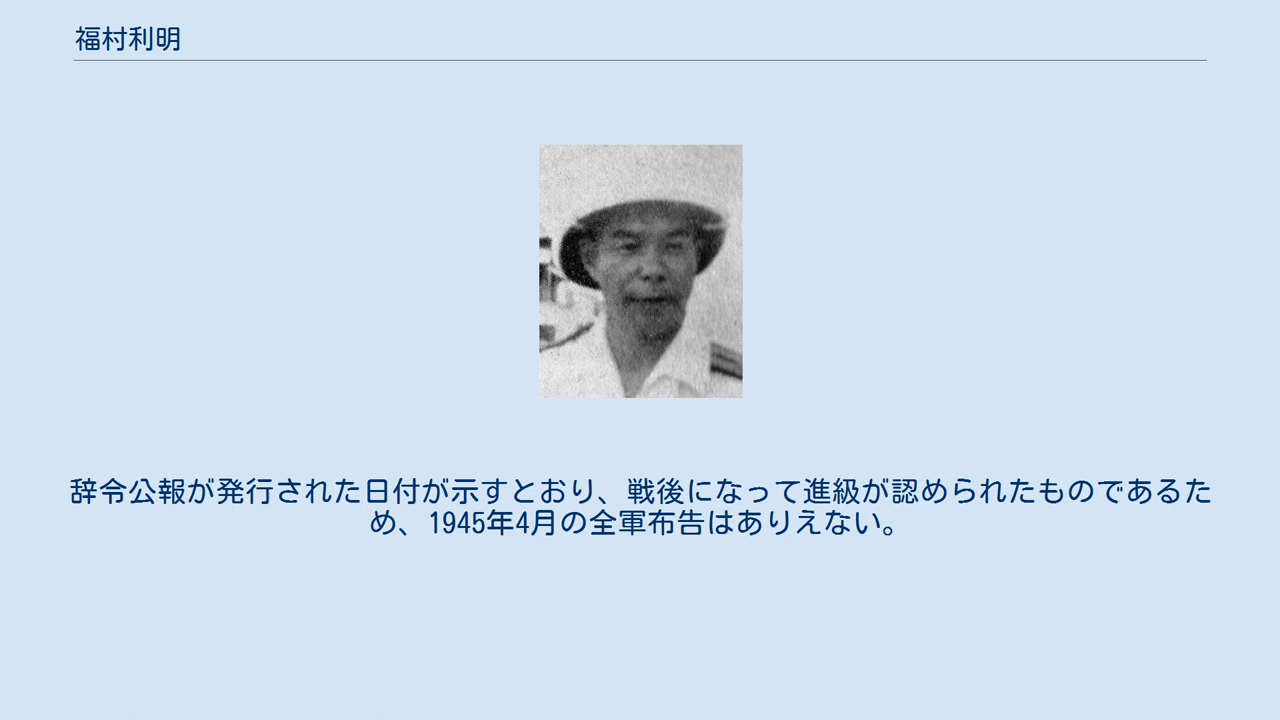 福村利明
辞令公報が発行された日付が示すとおり、戦後になって進級が認められたものであるた
め、1945年4月の全軍布告はありえない。